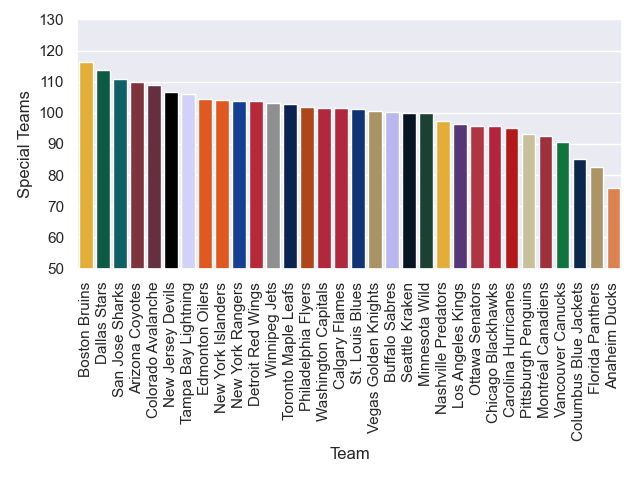 130
120
110
100
90
80
70
60
50
Special Teams
Boston Bruins
Dallas Stars
San Jose Sharks
Arizona Coyotes
Colorado Avalanche
New Jersey Devils
Tampa Bay Lightning
Edmonton Oilers
New York Islanders
New York Rangers
Detroit Red Wings
Winnipeg Jets
Toronto Maple Leafs
Philadelphia Flyers
Washington Capitals
Calgary Flames
St. Louis Blues
Vegas Golden Knights
Buffalo Sabres
Seattle Kraken
Minnesota Wild
Nashville Predators
Los Angeles Kings
Ottawa Senators
Chicago Blackhawks
Carolina Hurricanes
Pittsburgh Penguins
Montréal Canadiens
Vancouver Canucks
Columbus Blue Jackets
Florida Panthers
Anaheim Ducks
Team